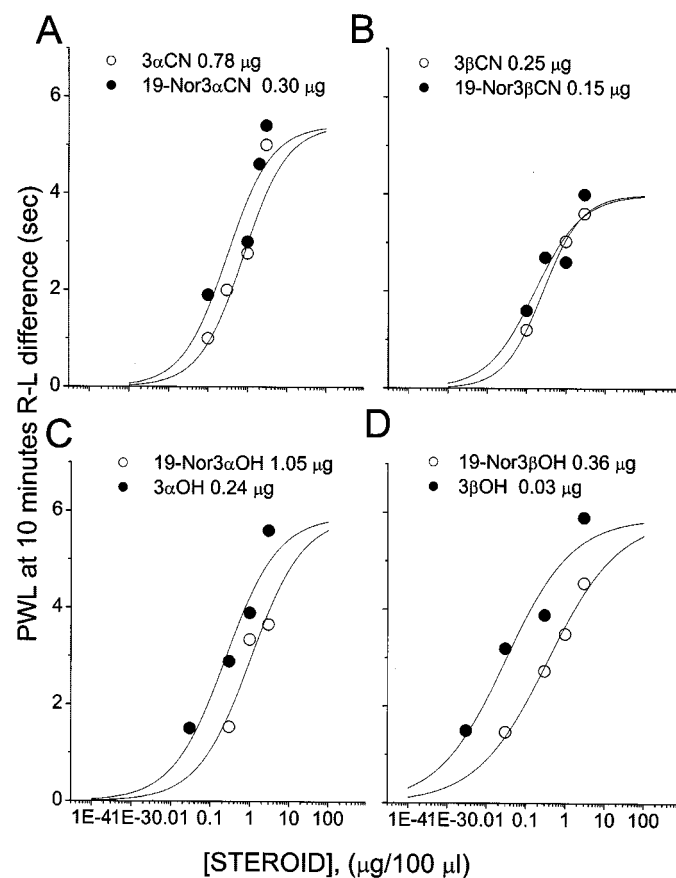 A
3αCN 0.78 μg
19-Nor3αCN 0.30 μg
B
3βCN 0.25 μg
19-Nor3βCN 0.15 μg
6
4
2
0
C
19-Nor3αOH 1.05 μg
3αOH 0.24 μg
D
19-Nor3βOH 0.36 μg
3βOH 0.03 μg
6
4
2
0
PWL at 10 minutes R-L difference (sec)
1E-41E-30.01 0.1 1 10 100
1E-41E-30.01 0.1 1 10 100
[STEROID], (μg/100 μl)